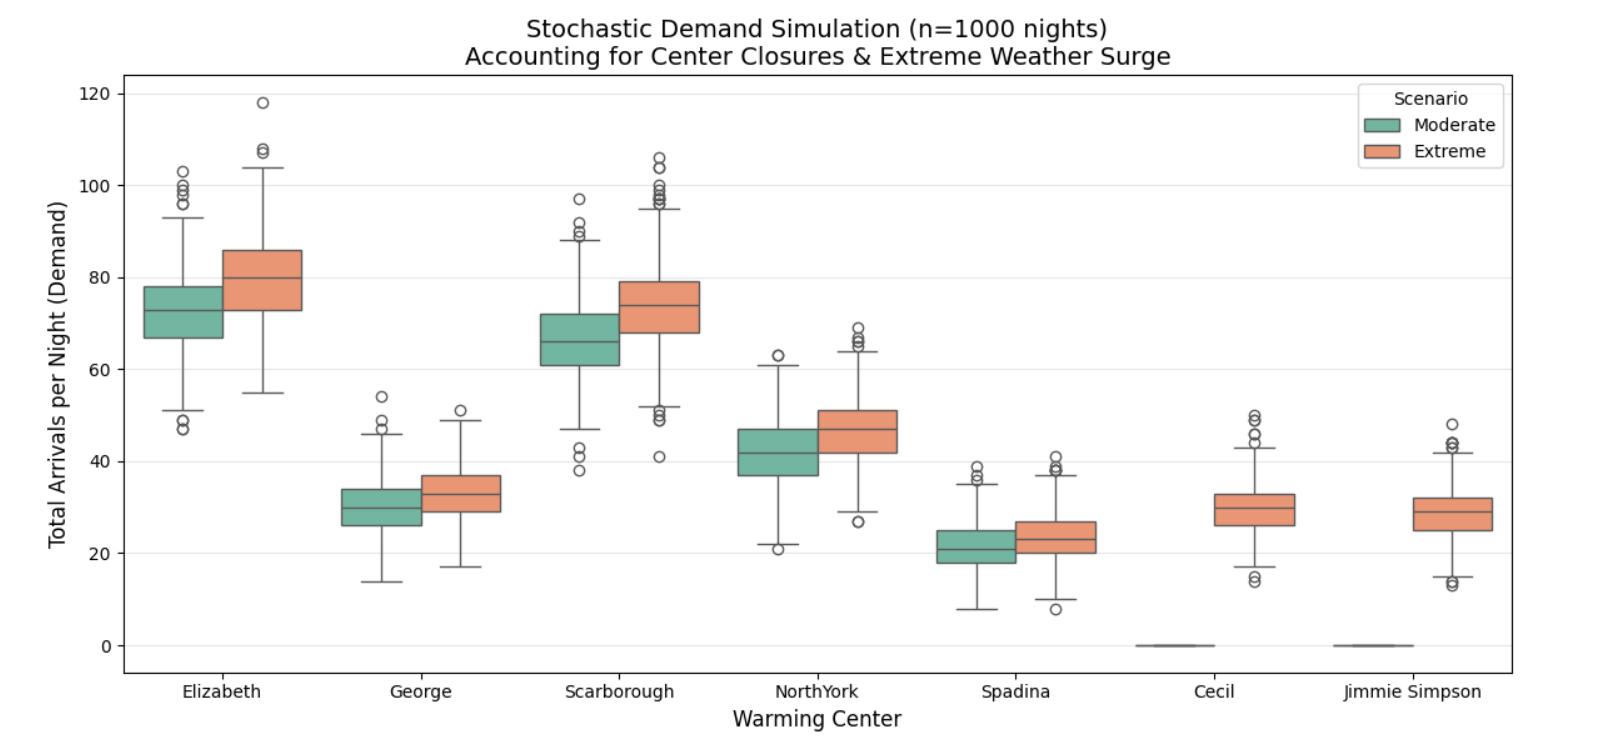 Stochastic Demand Simulation (n=1000 nights)
Accounting for Center Closures & Extreme Weather Surge
Total Arrivals per Night (Demand)
120
100
80
60
40
20
0
Scenario
Moderate
Extreme
Elizabeth
George
Scarborough
NorthYork
Spadina
Cecil
Jimmie Simpson
Warming Center